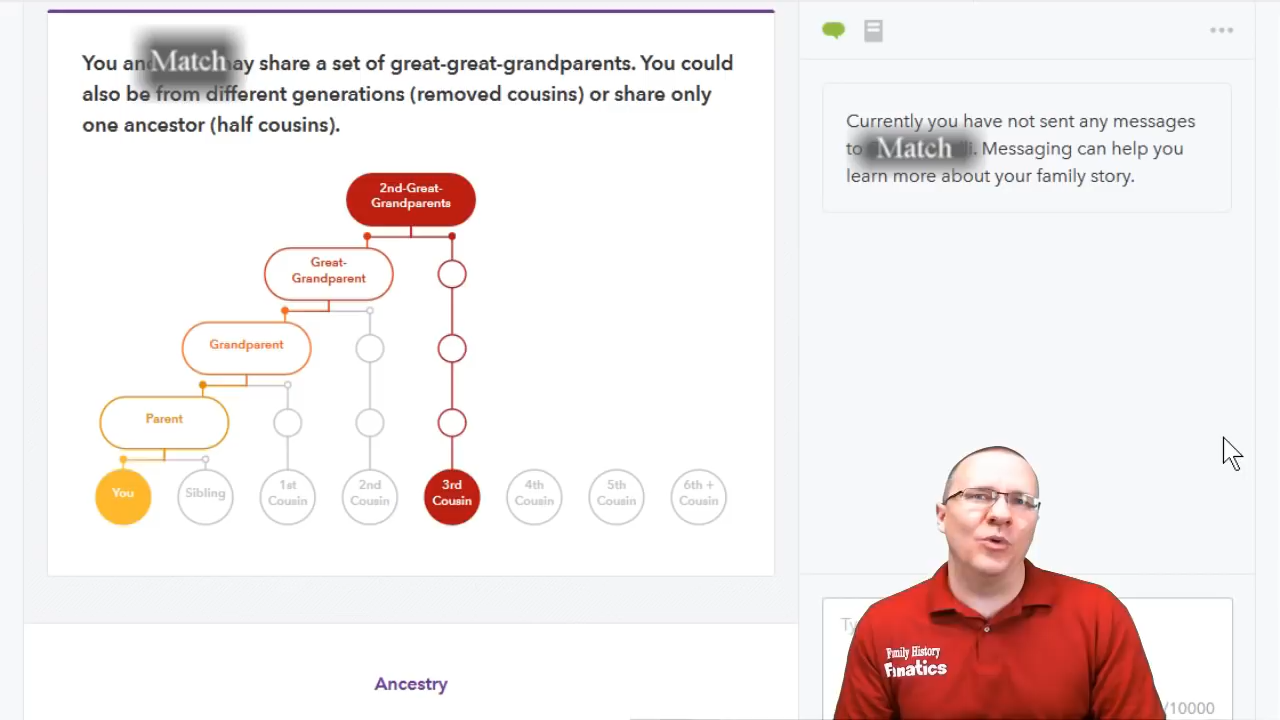 You an Match ay share a set of great-great-grandparents. You could
also be from different generations (removed cousins) or share only
one ancestor (half cousins).
2nd-Great-
Grandparents
Great-
Grandparent
Grandparent
Parent
You
Sibling
1st
Cousin
2nd
Cousin
3rd
Cousin
4th
Cousin
5th
Cousin
6th +
Cousin
Ancestry
Currently you have not sent any messages
to Match . Messaging can help you
learn more about your family story.
Ty
/10000
Family History
Fanatics